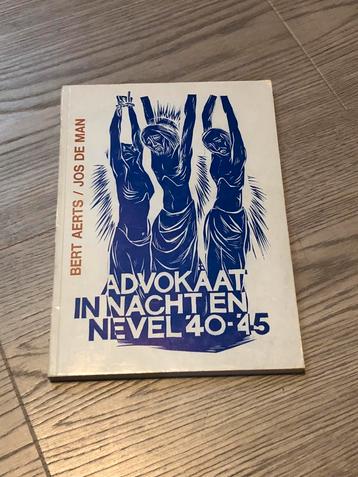 BERT AERTS / JOS DE MAN
ADVOKAAT
IN NACHT EN
NEVEL '40-'45